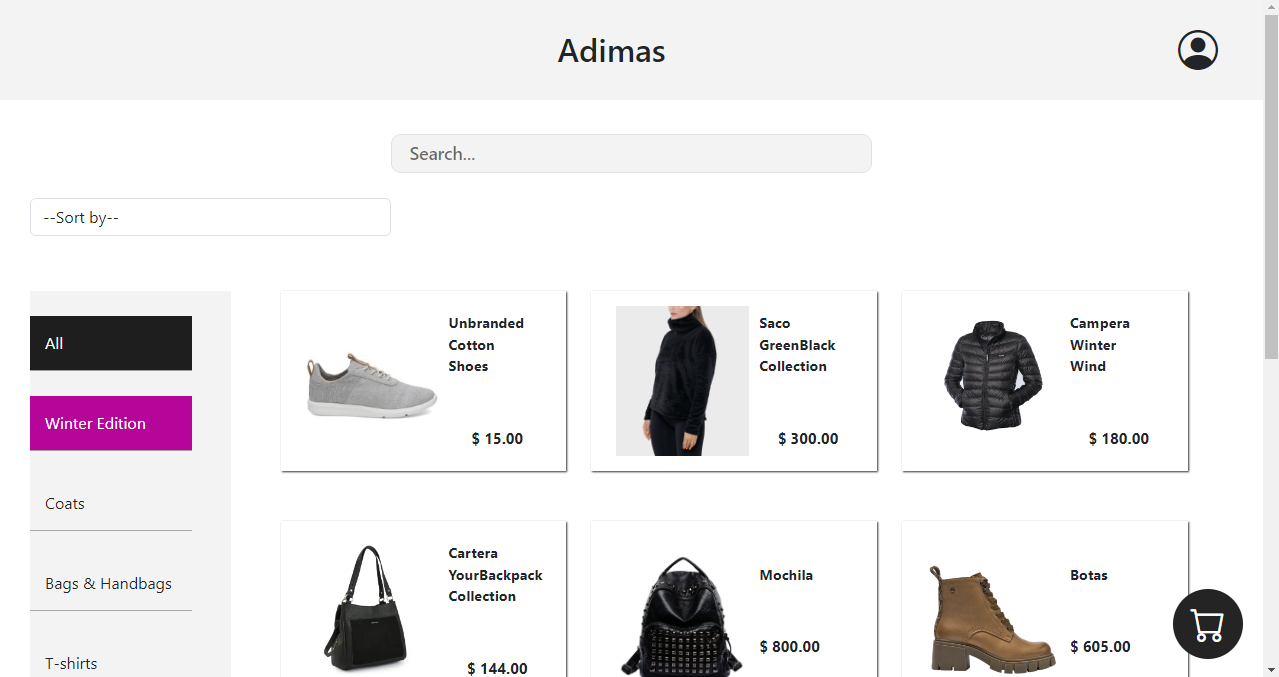 Adimas
Search...
--Sort by--
All
Winter Edition
Coats
Bags & Handbags
T-shirts
Unbranded
Cotton
Shoes
$ 15.00
Saco
GreenBlack
Collection
$ 300.00
Campera
Winter
Wind
$ 180.00
Cartera
YourBackpack
Collection
$ 144.00
Mochila
$ 800.00
Botas
$ 605.00